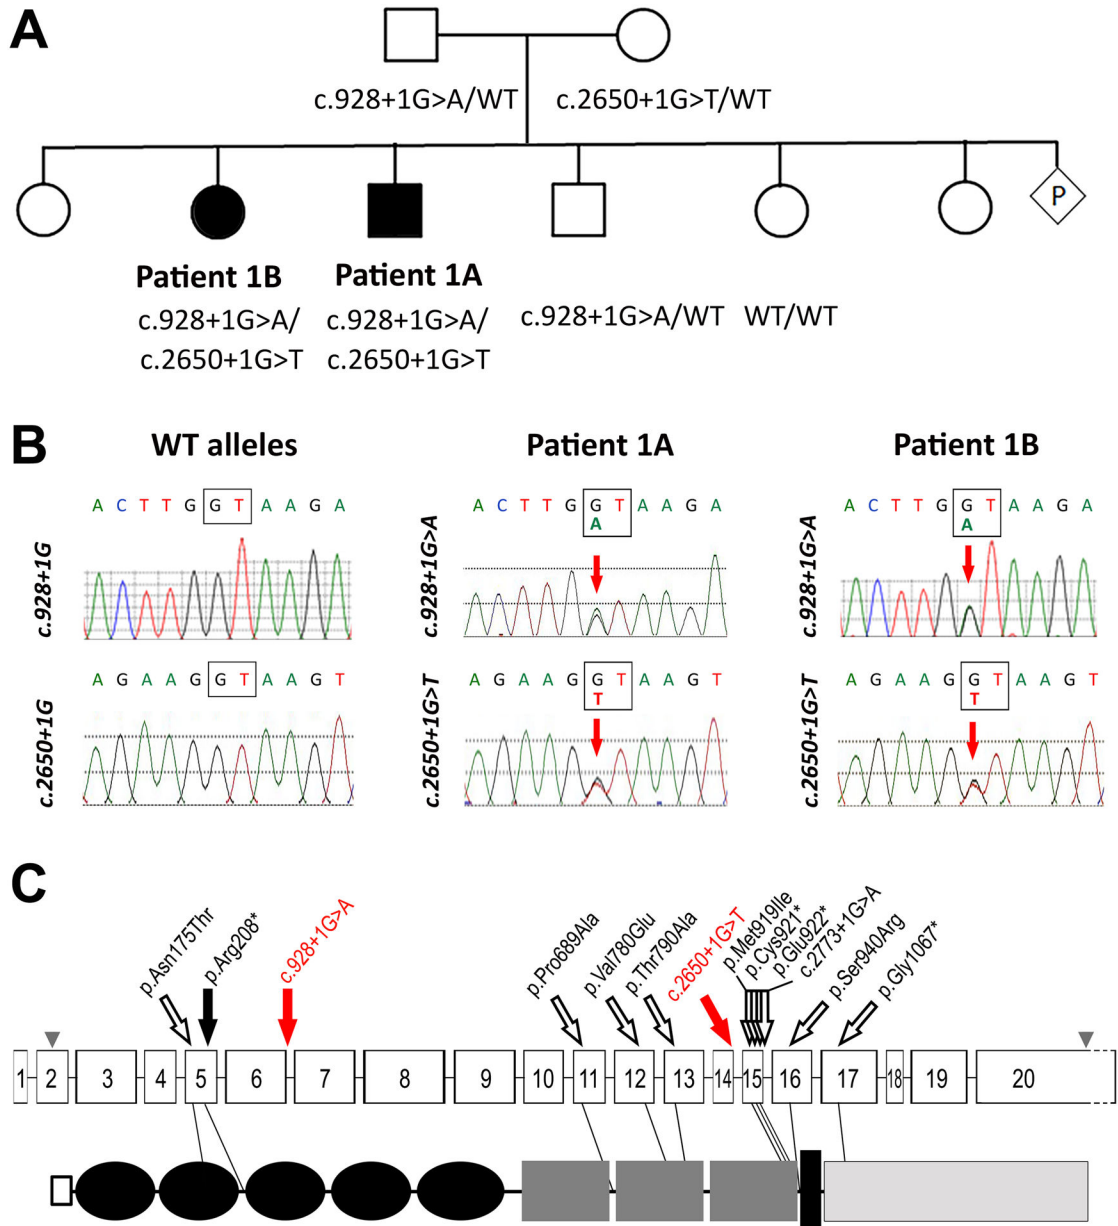 A
c.928+1G>A/WT
c.2650+1G>T/WT
P
Patient 1B
Patient 1A
c.928+1G>A/
c.2650+1G>T
c.928+1G>A/
c.2650+1G>T
c.928+1G>A/WT
WT/WT
B
WT alleles
Patient 1A
Patient 1B
c.928+1G
A C T T G G T A A G A
c.928+1G>A
A C T T G G T A A G A
A
c.928+1G>A
A C T T G G T A A G A
A
c.2650+1G
A G A A G G T A A G T
c.2650+1G>T
A G A A G G T A A G T
T
c.2650+1G>T
A G A A G G T A A G T
T
C
p.Asn175Thr
p.Arg208*
c.928+1G>A
p.Pro689Ala
p.Val780Glu
p.Thr790Ala
c.2650+1G>T
p.Met919Ile
p.Cys921*
p.Glu922*
c.2773+1G>A
p.Ser940Arg
p.Gly1067*
1 2 3 4 5 6 7 8 9 10 11 12 13 14 15 16 17 18 19 20